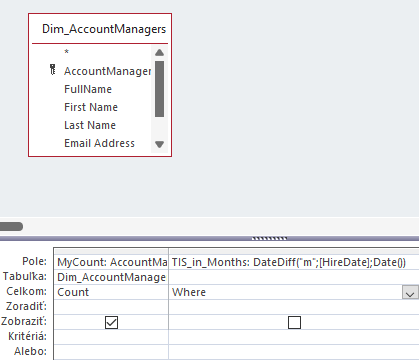 Dim_AccountManagers
*
AccountManager
FullName
First Name
Last Name
Email Address
Pole: MyCount: AccountMa TIS_in_Months: DateDiff("m";[HireDate];Date())
Tabuľka: Dim_AccountManage
Celkom: Count Where
Zoradiť:
Zobraziť:
Kritériá:
Alebo: